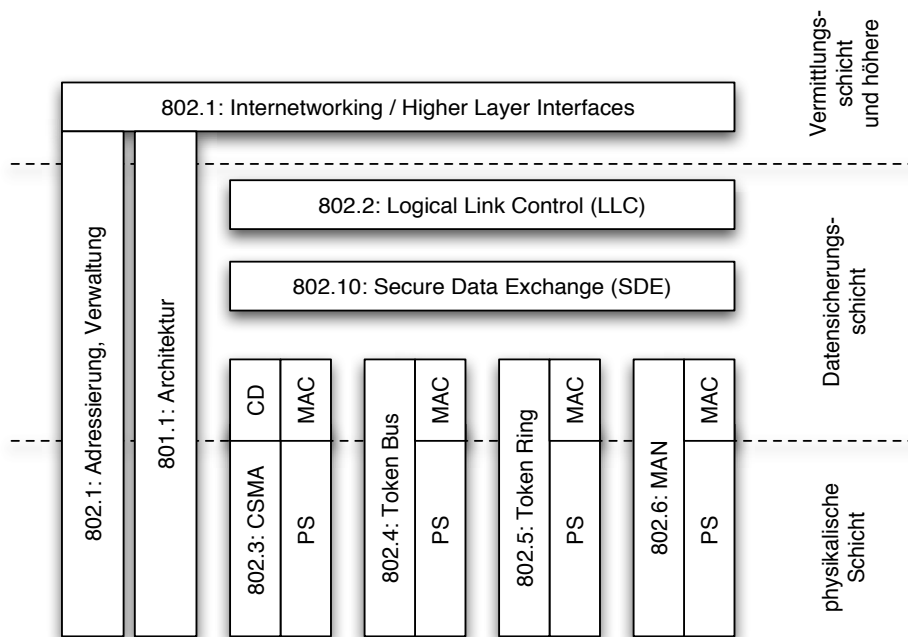 Vermittlungs-
schicht
und höhere
802.1: Internetworking / Higher Layer Interfaces
802.1: Adressierung, Verwaltung
801.1: Architektur
802.2: Logical Link Control (LLC)
802.10: Secure Data Exchange (SDE)
Datensicherungs-
schicht
CD
MAC
802.3: CSMA
PS
802.4: Token Bus
MAC
PS
802.5: Token Ring
MAC
PS
802.6: MAN
MAC
PS
physikalische
Schicht